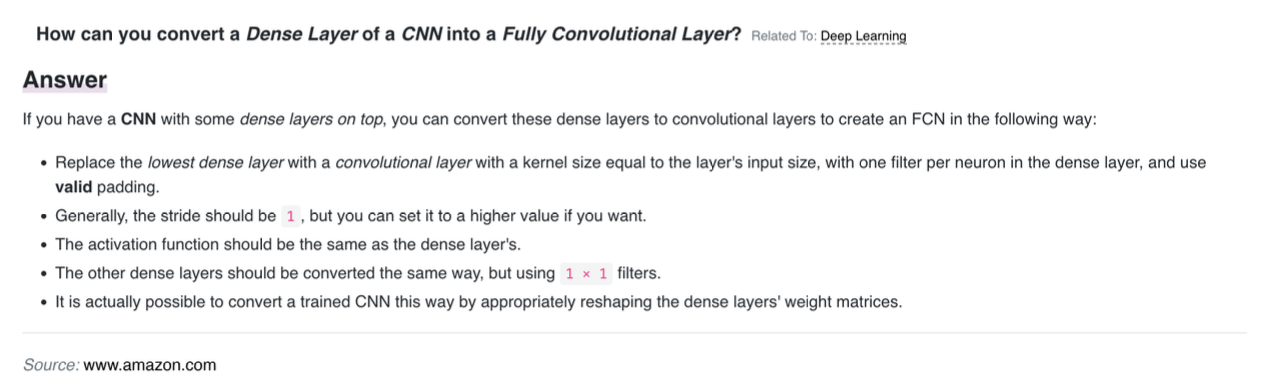 How can you convert a Dense Layer of a CNN into a Fully Convolutional Layer? Related To: Deep Learning
Answer
If you have a CNN with some dense layers on top, you can convert these dense layers to convolutional layers to create an FCN in the following way:
• Replace the lowest dense layer with a convolutional layer with a kernel size equal to the layer's input size, with one filter per neuron in the dense layer, and use
valid padding.
• Generally, the stride should be 1 , but you can set it to a higher value if you want.
• The activation function should be the same as the dense layer's.
• The other dense layers should be converted the same way, but using 1 × 1 filters.
• It is actually possible to convert a trained CNN this way by appropriately reshaping the dense layers' weight matrices.
Source: www.amazon.com